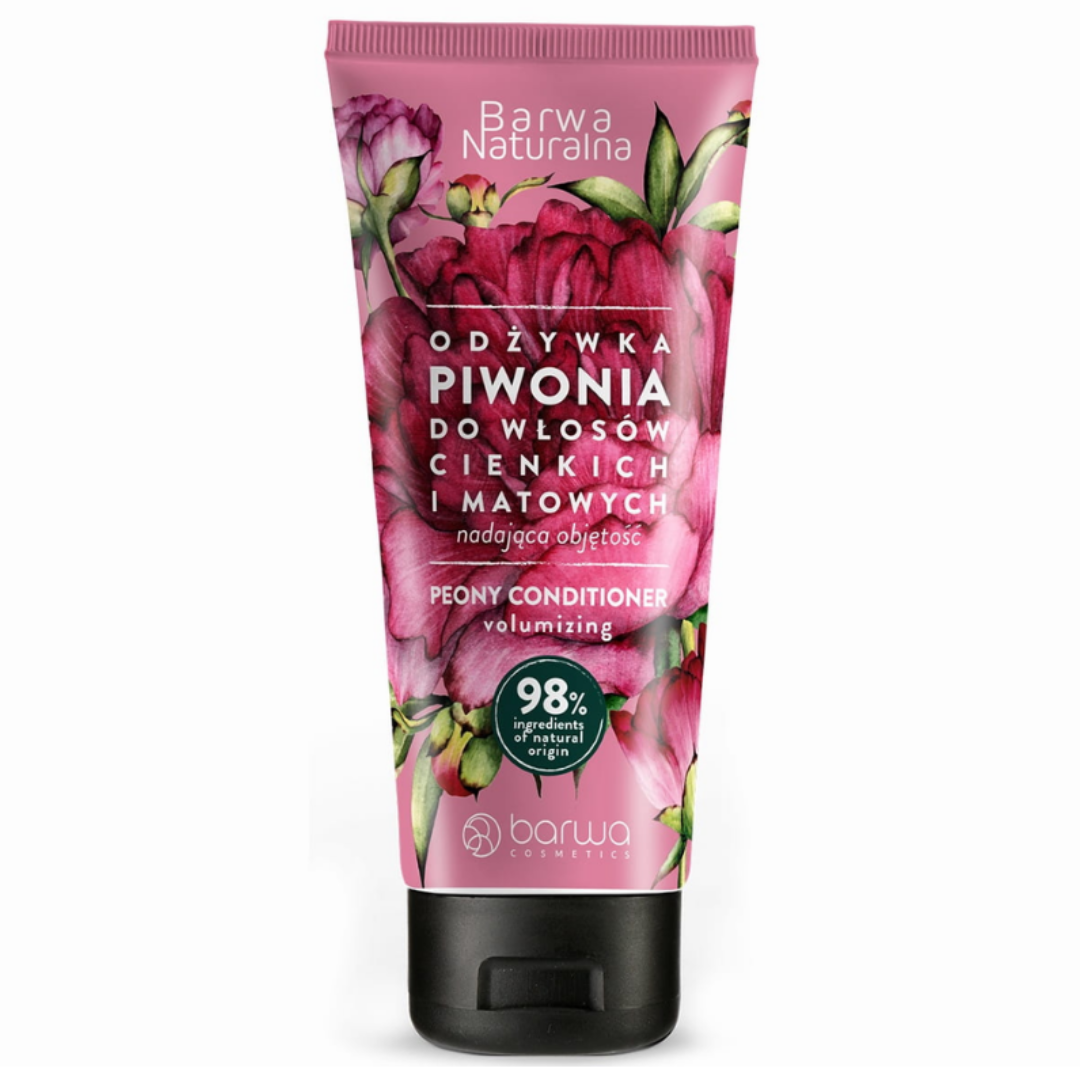 Barwa
Naturalna
ODŻYWKA
PIWONIA
DO WŁOSÓW
CIENKICH
I MATOWYCH
nadająca objętość
PEONY CONDITIONER
volumizing
98%
ingredients
of natural
origin
barwa
COSMETICS